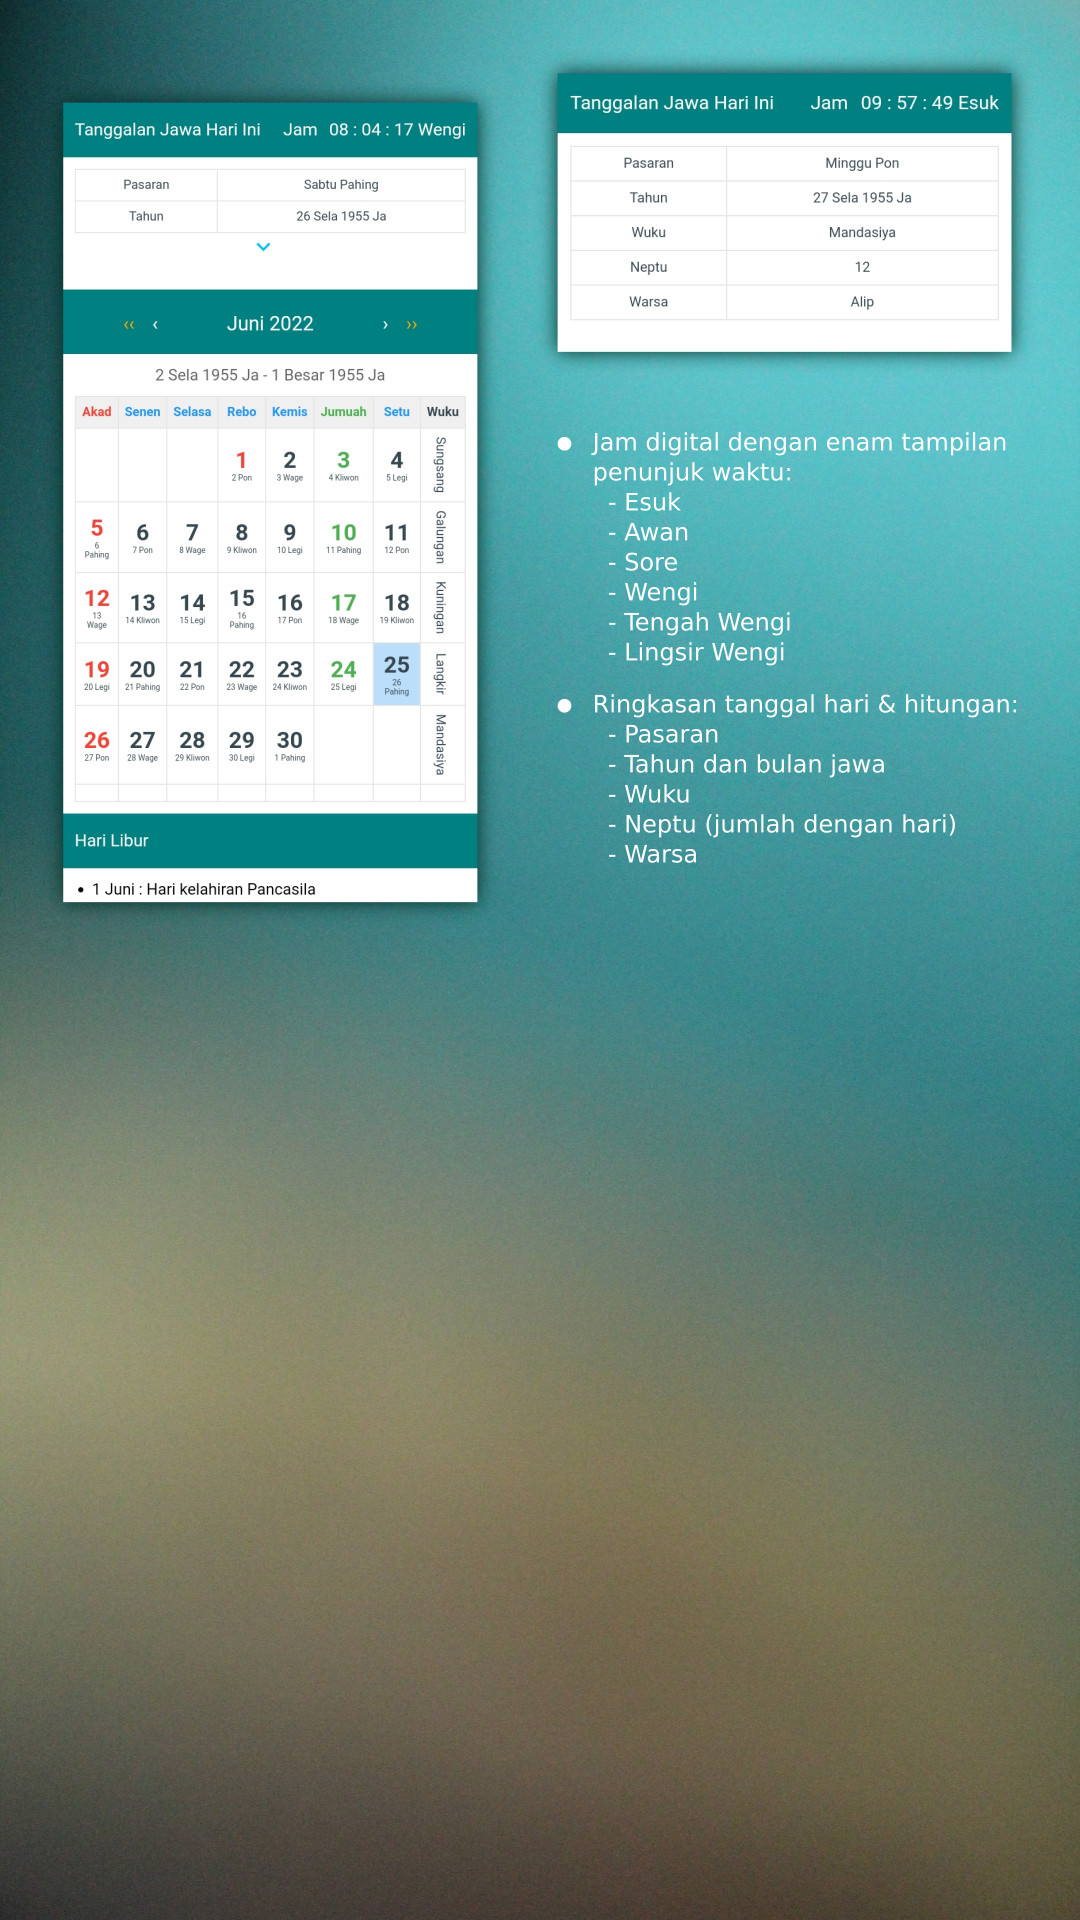 Tanggalan Jawa Hari Ini Jam 08 : 04 : 17 Wengi
Pasaran Sabtu Pahing
Tahun 26 Sela 1955 Ja
‹‹ ‹ Juni 2022 › ››
2 Sela 1955 Ja - 1 Besar 1955 Ja
Akad Senen Selasa Rebo Kemis Jumuah Setu Wuku
1 2 3 4 Sungsang
2 Pon 3 Wage 4 Kliwon 5 Legi
5 6 7 8 9 10 11 Galungan
6 Pahing 7 Pon 8 Wage 9 Kliwon 10 Legi 11 Pahing 12 Pon
12 13 14 15 16 17 18 Kuningan
13 Wage 14 Kliwon 15 Legi 16 Pahing 17 Pon 18 Wage 19 Kliwon
19 20 21 22 23 24 25 Langkir
20 Legi 21 Pahing 22 Pon 23 Wage 24 Kliwon 25 Legi 26 Pahing
26 27 28 29 30 Mandasiya
27 Pon 28 Wage 29 Kliwon 30 Legi 1 Pahing
Hari Libur
• 1 Juni : Hari kelahiran Pancasila
Tanggalan Jawa Hari Ini Jam 09 : 57 : 49 Esuk
Pasaran Minggu Pon
Tahun 27 Sela 1955 Ja
Wuku Mandasiya
Neptu 12
Warsa Alip
● Jam digital dengan enam tampilan
penunjuk waktu:
- Esuk
- Awan
- Sore
- Wengi
- Tengah Wengi
- Lingsir Wengi
● Ringkasan tanggal hari & hitungan:
- Pasaran
- Tahun dan bulan jawa
- Wuku
- Neptu (jumlah dengan hari)
- Warsa